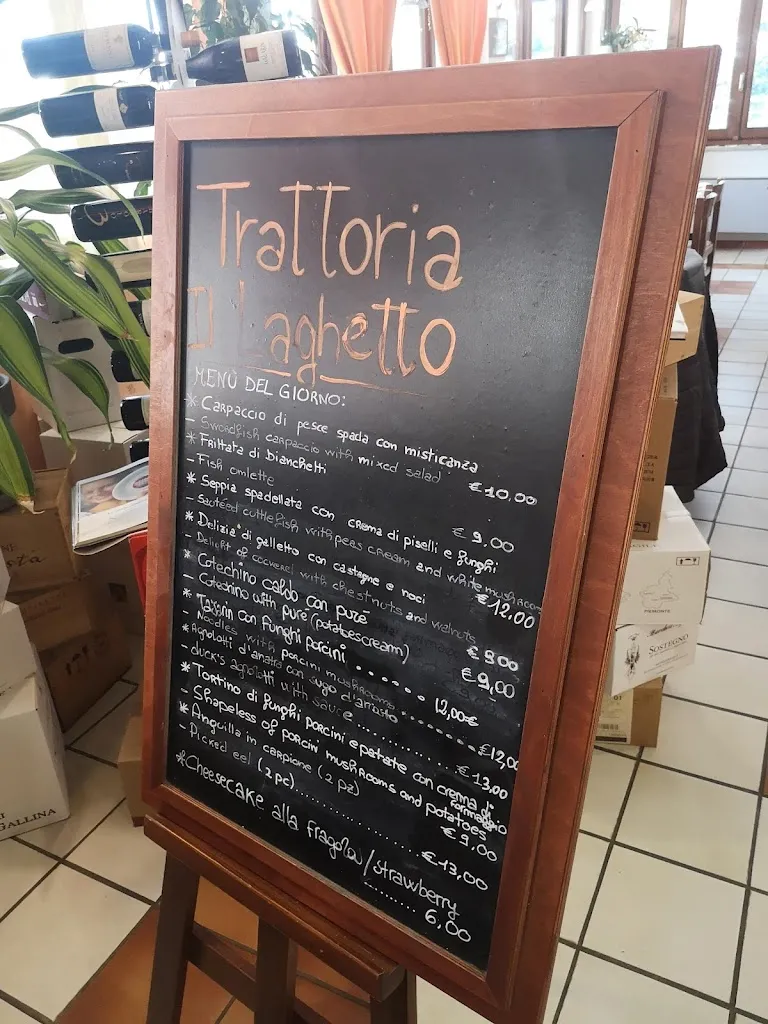 Trattoria
Il Laghetto
MENÙ DEL GIORNO:
* CARPACCIO di pesce spada con misticanza
- Swordfish carpaccio with mixed salad €10,00
* Frittata di Bianchetti
- Fish omlette €9,00
* Seppia spadellata con crema di piselli e funghi
- Sauteed cuttlefish with peas cream and white mushroom €12,00
* Delizia di galletto con castagne e noci
- Delight of cockerel with chestnuts and walnuts €9,00
* Cotechino caldo con purè
- Cotechino with purè (potatoescream) €9,00
* Tajarin con funghi porcini ......
- Noodles with porcini mushrooms 12,00€
* Agnolotti d'anatra con sugo d'arrosto
- duck's agnolotti with sauce €12,00
* Tortino di funghi porcini e patate con crema di formaggio €13,00
- Shapeless of porcini mushrooms and potatoes €9,00
* Anguilla in carpione (2 pz)
- Picked eel (2 pc) €13,00
* Cheesecake alla fragola / strawberry
6,00
PIEMONTE
SOSTEGNO
GALLINA